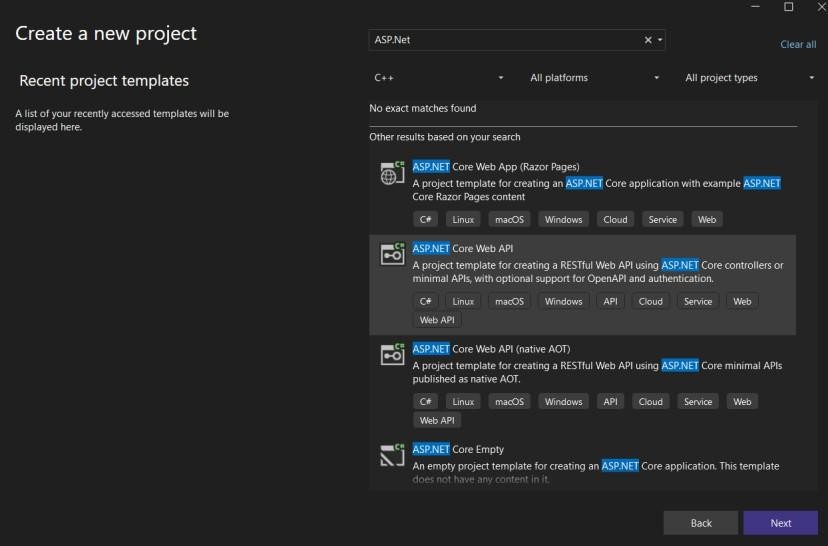 Create a new project
Recent project templates
A list of your recently accessed templates will be
displayed here.
ASP.Net
Clear all
C++ All platforms All project types
No exact matches found
Other results based on your search
ASP.NET Core Web App (Razor Pages)
A project template for creating an ASP.NET Core application with example ASP.NET
Core Razor Pages content
C# Linux macOS Windows Cloud Service Web
ASP.NET Core Web API
A project template for creating a RESTful Web API using ASP.NET Core controllers or
minimal APIs, with optional support for OpenAPI and authentication.
C# Linux macOS Windows API Cloud Service Web
Web API
ASP.NET Core Web API (native AOT)
A project template for creating a RESTful Web API using ASP.NET Core minimal APIs
published as native AOT.
C# Linux macOS Windows API Cloud Service Web
Web API
ASP.NET Core Empty
An empty project template for creating an ASP.NET Core application. This template
does not have any content in it.
Back Next